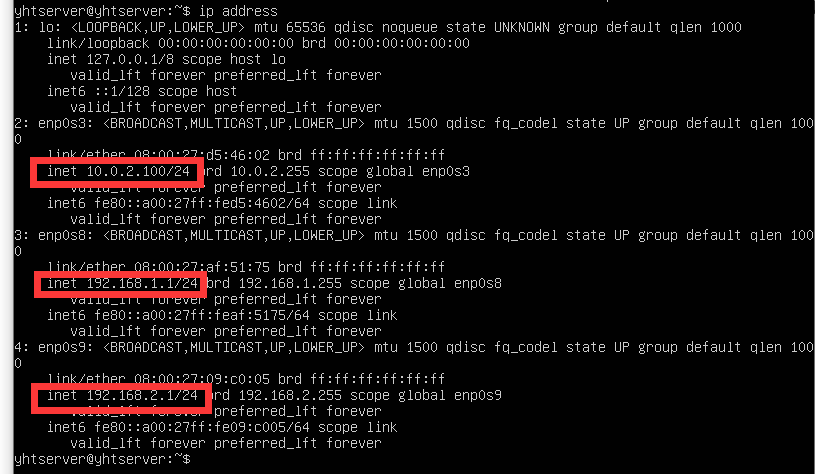 yhtserver@yhtserver:~$ ip address
1: lo: <LOOPBACK,UP,LOWER_UP> mtu 65536 qdisc noqueue state UNKNOWN group default qlen 1000
link/loopback 00:00:00:00:00:00 brd 00:00:00:00:00:00
inet 127.0.0.1/8 scope host lo
valid_lft forever preferred_lft forever
inet6 ::1/128 scope host
valid_lft forever preferred_lft forever
2: enp0s3: <BROADCAST,MULTICAST,UP,LOWER_UP> mtu 1500 qdisc fq_codel state UP group default qlen 100
0
link/ether 08:00:27:d5:46:02 brd ff:ff:ff:ff:ff:ff
inet 10.0.2.100/24 brd 10.0.2.255 scope global enp0s3
valid_lft forever preferred_lft forever
inet6 fe80::a00:27ff:fed5:4602/64 scope link
valid_lft forever preferred_lft forever
3: enp0s8: <BROADCAST,MULTICAST,UP,LOWER_UP> mtu 1500 qdisc fq_codel state UP group default qlen 100
0
link/ether 08:00:27:af:51:75 brd ff:ff:ff:ff:ff:ff
inet 192.168.1.1/24 brd 192.168.1.255 scope global enp0s8
valid_lft forever preferred_lft forever
inet6 fe80::a00:27ff:feaf:5175/64 scope link
valid_lft forever preferred_lft forever
4: enp0s9: <BROADCAST,MULTICAST,UP,LOWER_UP> mtu 1500 qdisc fq_codel state UP group default qlen 100
0
link/ether 08:00:27:09:c0:05 brd ff:ff:ff:ff:ff:ff
inet 192.168.2.1/24 brd 192.168.2.255 scope global enp0s9
valid_lft forever preferred_lft forever
inet6 fe80::a00:27ff:fe09:c005/64 scope link
valid_lft forever preferred_lft forever
yhtserver@yhtserver:~$